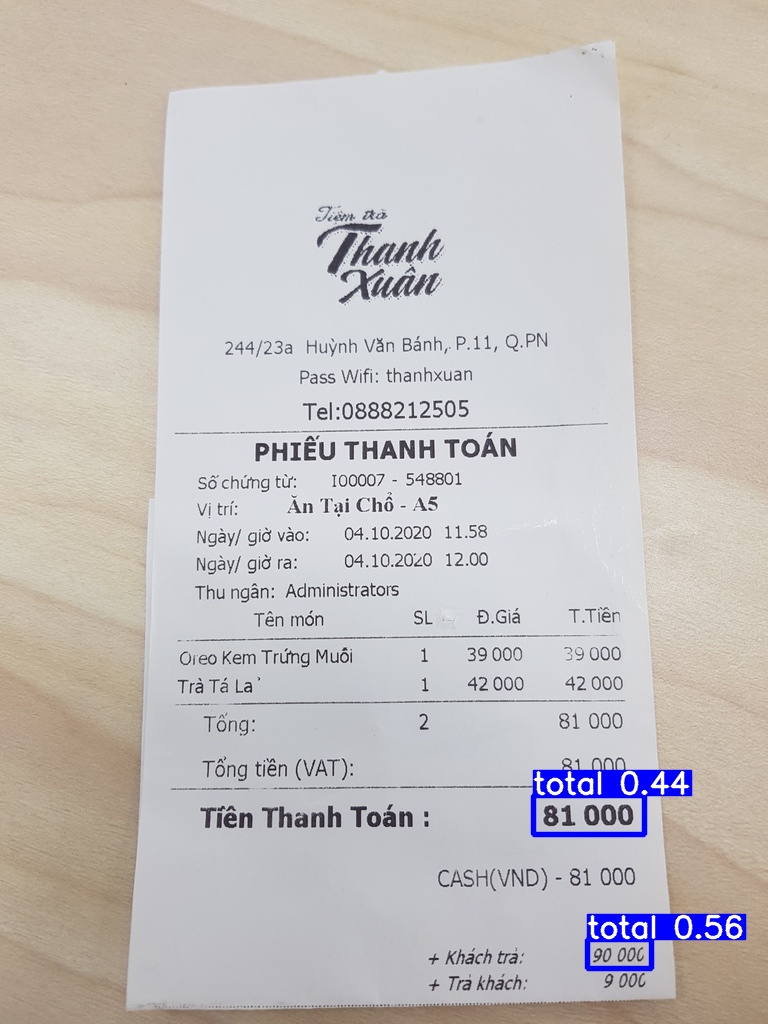 Tiệm trà
Thanh
Xuân
244/23a Huỳnh Văn Bánh, P.11, Q.PN
Pass Wifi: thanhxuan
Tel:0888212505
PHIẾU THANH TOÁN
Số chứng từ: I00007 - 548801
Vị trí: Ăn Tại Chổ - A5
Ngày/ giờ vào: 04.10.2020 11.58
Ngày/ giờ ra: 04.10.2020 12.00
Thu ngân: Administrators
Tên món SL Đ.Giá T.Tiền
Oreo Kem Trứng Muối 1 39 000 39 000
Trà Tá Lả 1 42 000 42 000
Tổng: 2 81 000
Tổng tiền (VAT): 81 000
total 0.44
Tiền Thanh Toán : 81 000
CASH(VND) - 81 000
total 0.56
+ Khách trả: 90 000
+ Trả khách: 9 000